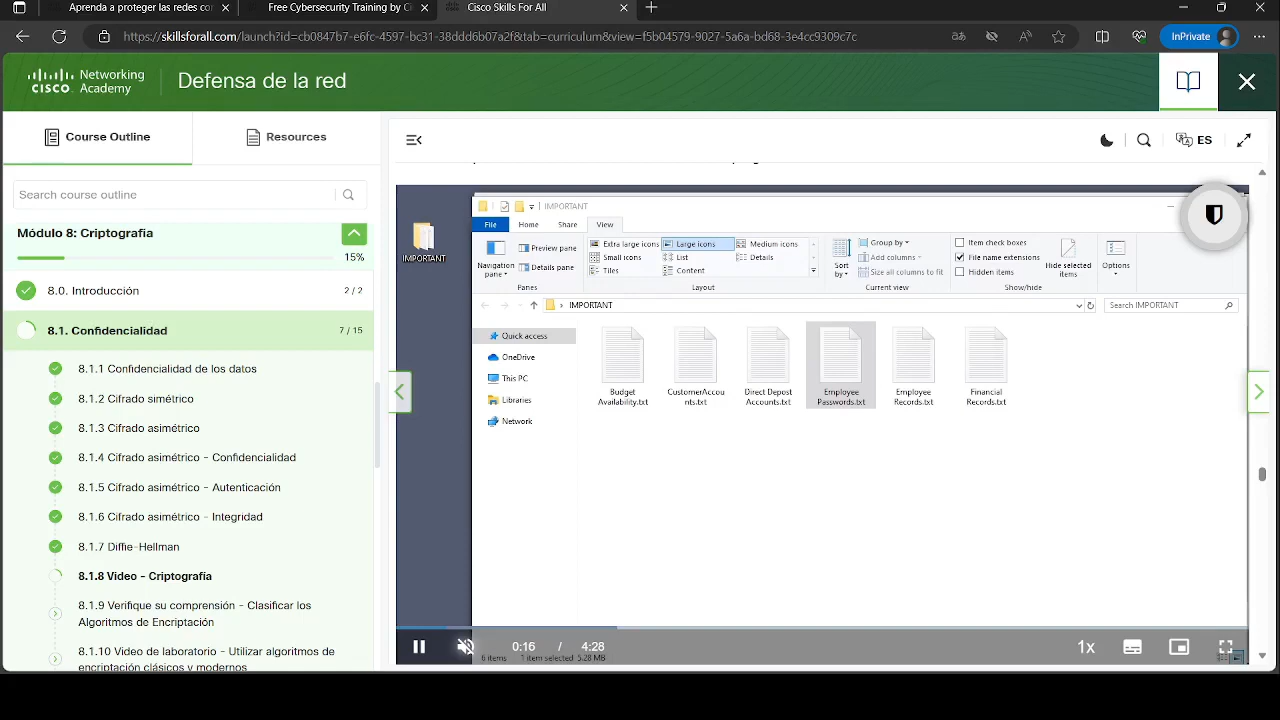 Aprenda a proteger las redes cor
Free Cybersecurity Training by Ci
Cisco Skills For All
https://skillsforall.com/launch?id=cb0847b7-e6fc-4597-bc31-38ddd6b07a2f&tab=curriculum&view=f5b04579-9027-5a6a-bd68-3e4cc9309c7c
InPrivate
CISCO Networking Academy
Defensa de la red
Course Outline
Resources
ES
Search course outline
Módulo 8: Criptografía
15%
8.0. Introducción
2 / 2
8.1. Confidencialidad
7 / 15
8.1.1 Confidencialidad de los datos
8.1.2 Cifrado simétrico
8.1.3 Cifrado asimétrico
8.1.4 Cifrado asimétrico - Confidencialidad
8.1.5 Cifrado asimétrico - Autenticación
8.1.6 Cifrado asimétrico - Integridad
8.1.7 Diffie-Hellman
8.1.8 Video - Criptografía
8.1.9 Verifique su comprensión - Clasificar los
Algoritmos de Encriptación
8.1.10 Video de laboratorio - Utilizar algoritmos de
encriptación clásicos y modernos
IMPORTANT
IMPORTANT
File Home Share View
Navigation
pane
Preview pane
Details pane
Panes
Extra large icons Large icons Medium icons
Small icons List Details
Tiles Content
Layout
Sort
by
Group by
Add columns
Size all columns to fit
Current view
Item check boxes
File name extensions
Hidden items
Hide selected
items
Show/hide
Options
IMPORTANT
Search IMPORTANT
Quick access
OneDrive
This PC
Libraries
Network
Budget
Availability.txt
CustomerAccou
nts.txt
Direct Depost
Accounts.txt
Employee
Passwords.txt
Employee
Records.txt
Financial
Records.txt
0:16 / 4:28
1x
6 items 1 item selected 5.28 MB